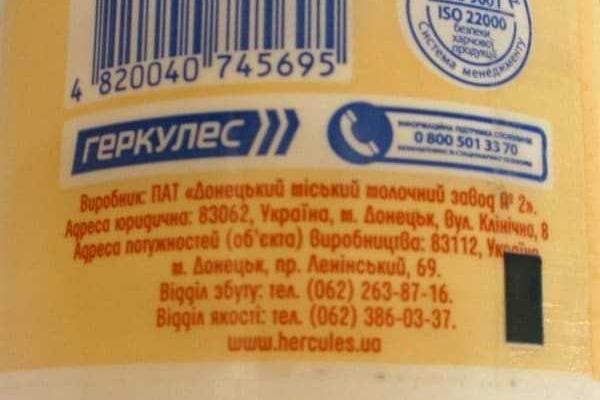 4 820040 745695
ISO 22000
безпеки
харчової
продукції
Система менеджменту
ГЕРКУЛЕС
ІНФОРМАЦІЙНА ПІДТРИМКА СПОЖИВАЧІВ
0 800 501 33 70
Виробник: ПАТ «Донецький міський молочний завод № 2».
Адреса юридична: 83062, Україна, м. Донецьк, вул. Клінічна, 8
Адреса потужностей (об'єкта) виробництва: 83112, Україна
м. Донецьк, пр. Ленінський, 69.
Відділ збуту: тел. (062) 263-87-16.
Відділ якості: тел. (062) 386-03-37.
www.hercules.ua